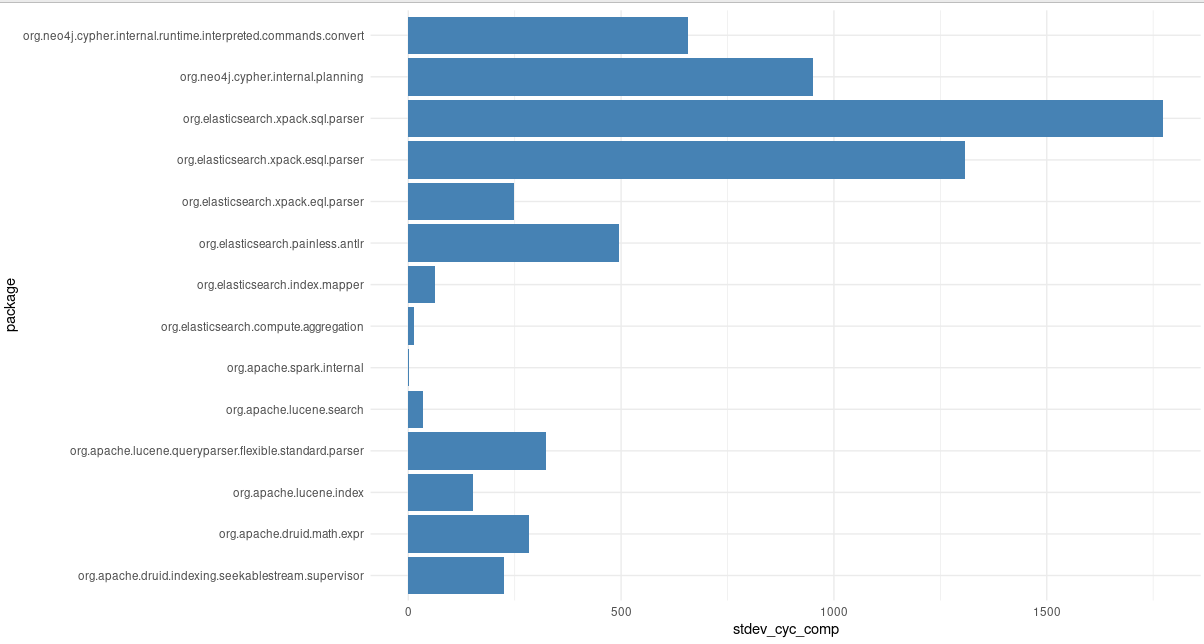 org.neo4j.cypher.internal.runtime.interpreted.commands.convert
org.neo4j.cypher.internal.planning
org.elasticsearch.xpack.sql.parser
org.elasticsearch.xpack.esql.parser
org.elasticsearch.xpack.eql.parser
org.elasticsearch.painless.antlr
org.elasticsearch.index.mapper
org.elasticsearch.compute.aggregation
org.apache.spark.internal
org.apache.lucene.search
org.apache.lucene.queryparser.flexible.standard.parser
org.apache.lucene.index
org.apache.druid.math.expr
org.apache.druid.indexing.seekablestream.supervisor
package
0 500 1000 1500
stdev_cyc_comp